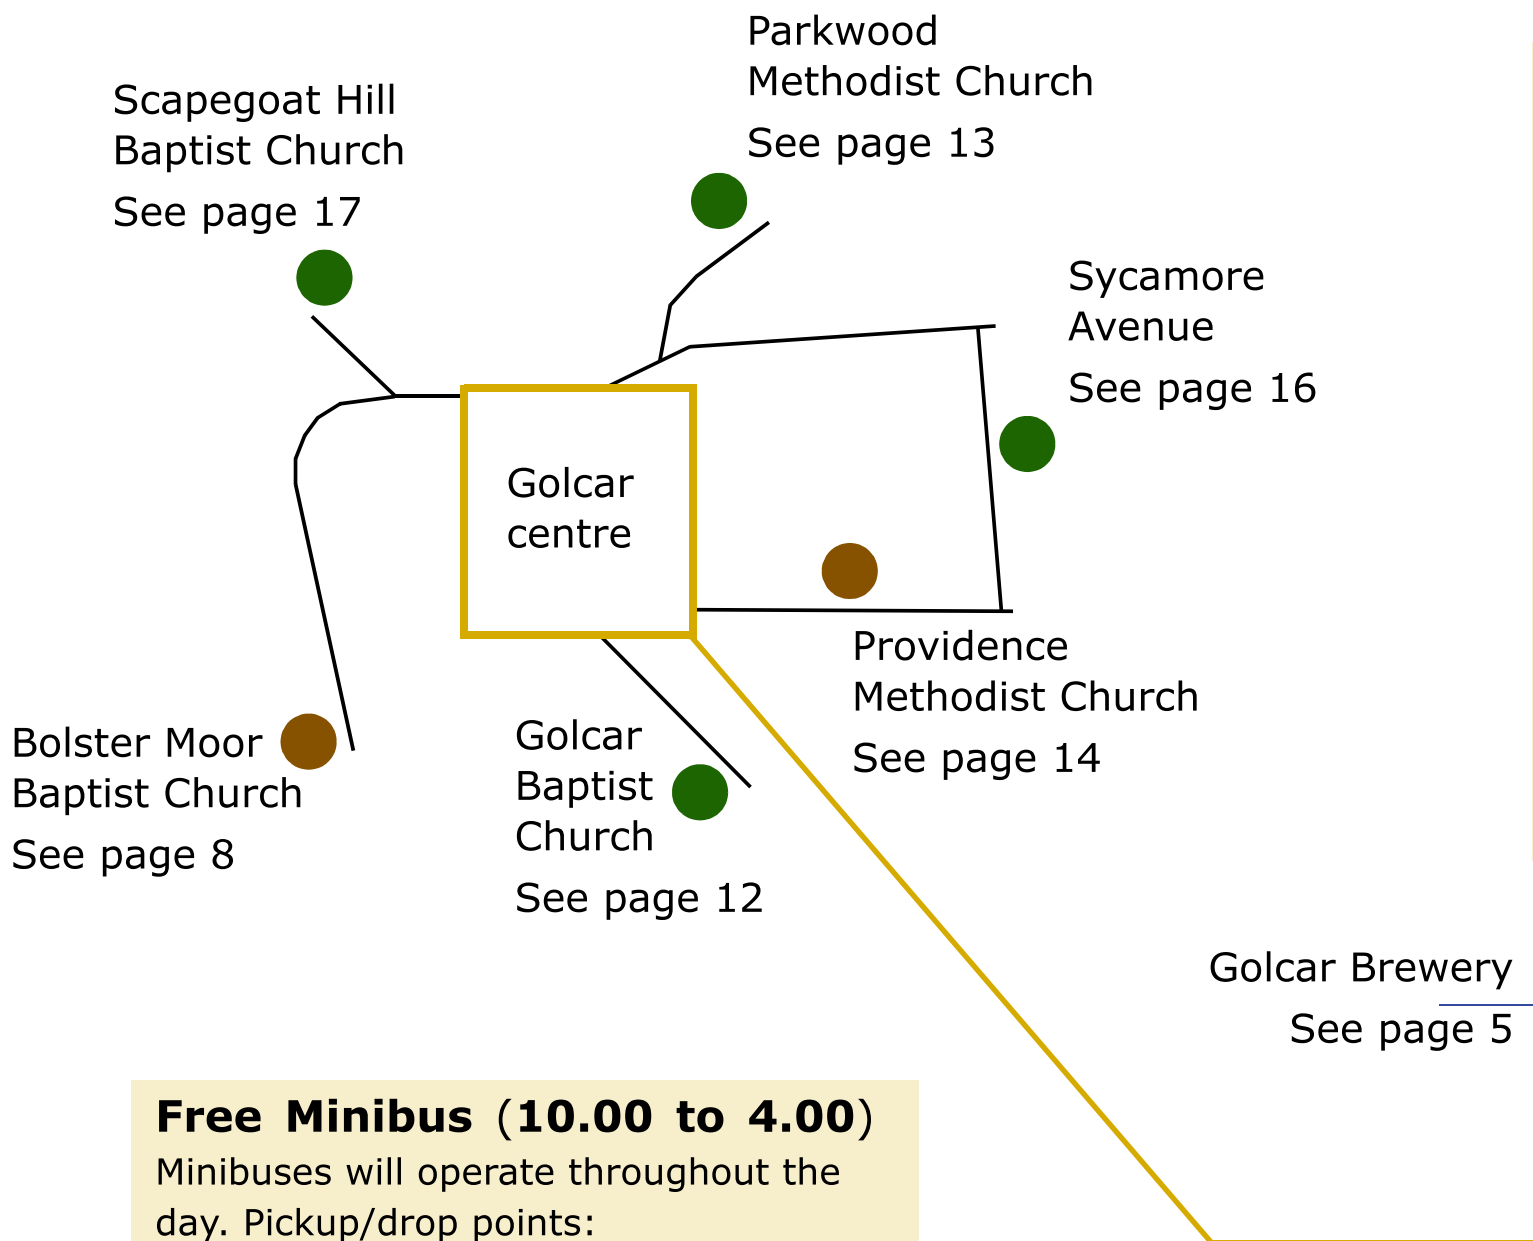 Parkwood
Methodist Church
See page 13
Scapegoat Hill
Baptist Church
See page 17
Sycamore
Avenue
See page 16
Golcar
centre
Providence
Methodist Church
See page 14
Bolster Moor
Baptist Church
See page 8
Golcar
Baptist
Church
See page 12
Golcar Brewery
See page 5
Free Minibus (10.00 to 4.00)
Minibuses will operate throughout the
day. Pickup/drop points: